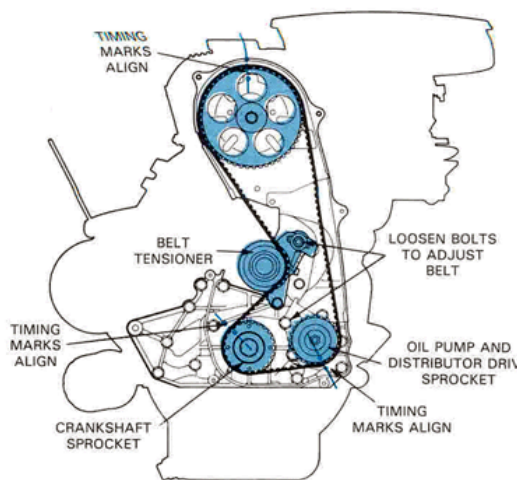 TIMING
MARKS
ALIGN
BELT
TENSIONER
LOOSEN BOLTS
TO ADJUST
BELT
TIMING
MARKS
ALIGN
OIL PUMP AND
DISTRIBUTOR DRIV
SPROCKET
CRANKSHAFT
SPROCKET
TIMING
MARKS ALIGN